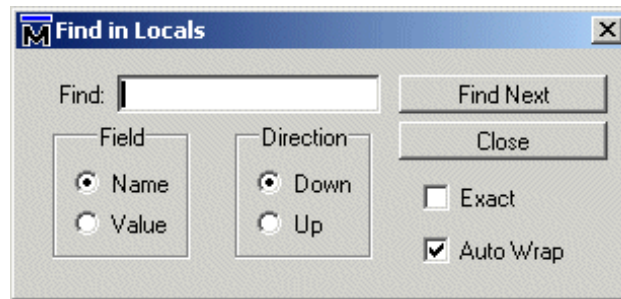 Find in Locals
Find:
Find Next
Close
Field
Name
Value
Direction
Down
Up
Exact
Auto Wrap